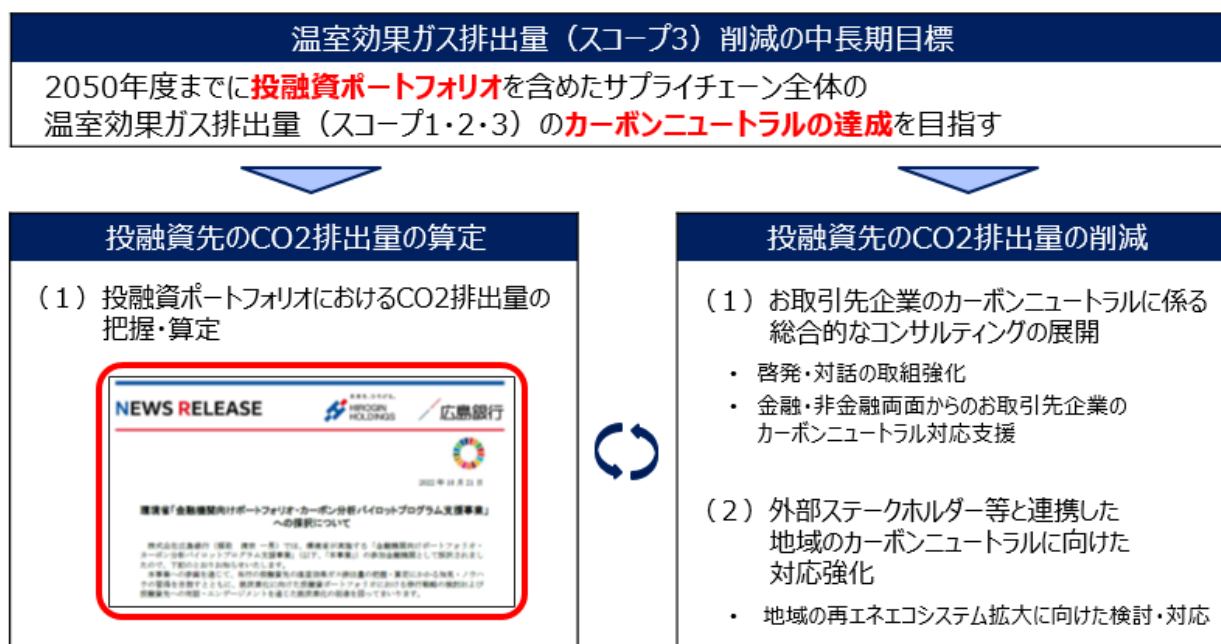 温室効果ガス排出量（スコープ3）削減の中長期目標
2050年度までに投融資ポートフォリオを含めたサプライチェーン全体の
温室効果ガス排出量（スコープ1・2・3）のカーボンニュートラルの達成を目指す
投融資先のCO2排出量の算定
（１）投融資ポートフォリオにおけるCO2排出量の
把握・算定
NEWS RELEASE
HIROGIN
HOLDINGS
広島銀行
環境省「金融機関向けポートフォリオ・カーボン分析パイロットプログラム支援事業」
への採択について
投融資先のCO2排出量の削減
（１）お取引先企業のカーボンニュートラルに係る
総合的なコンサルティングの展開
・ 啓発・対話の取組強化
・ 金融・非金融両面からのお取引先企業の
カーボンニュートラル対応支援
（２）外部ステークホルダー等と連携した
地域のカーボンニュートラルに向けた
対応強化
・ 地域の再エネエコシステム拡大に向けた検討・対応